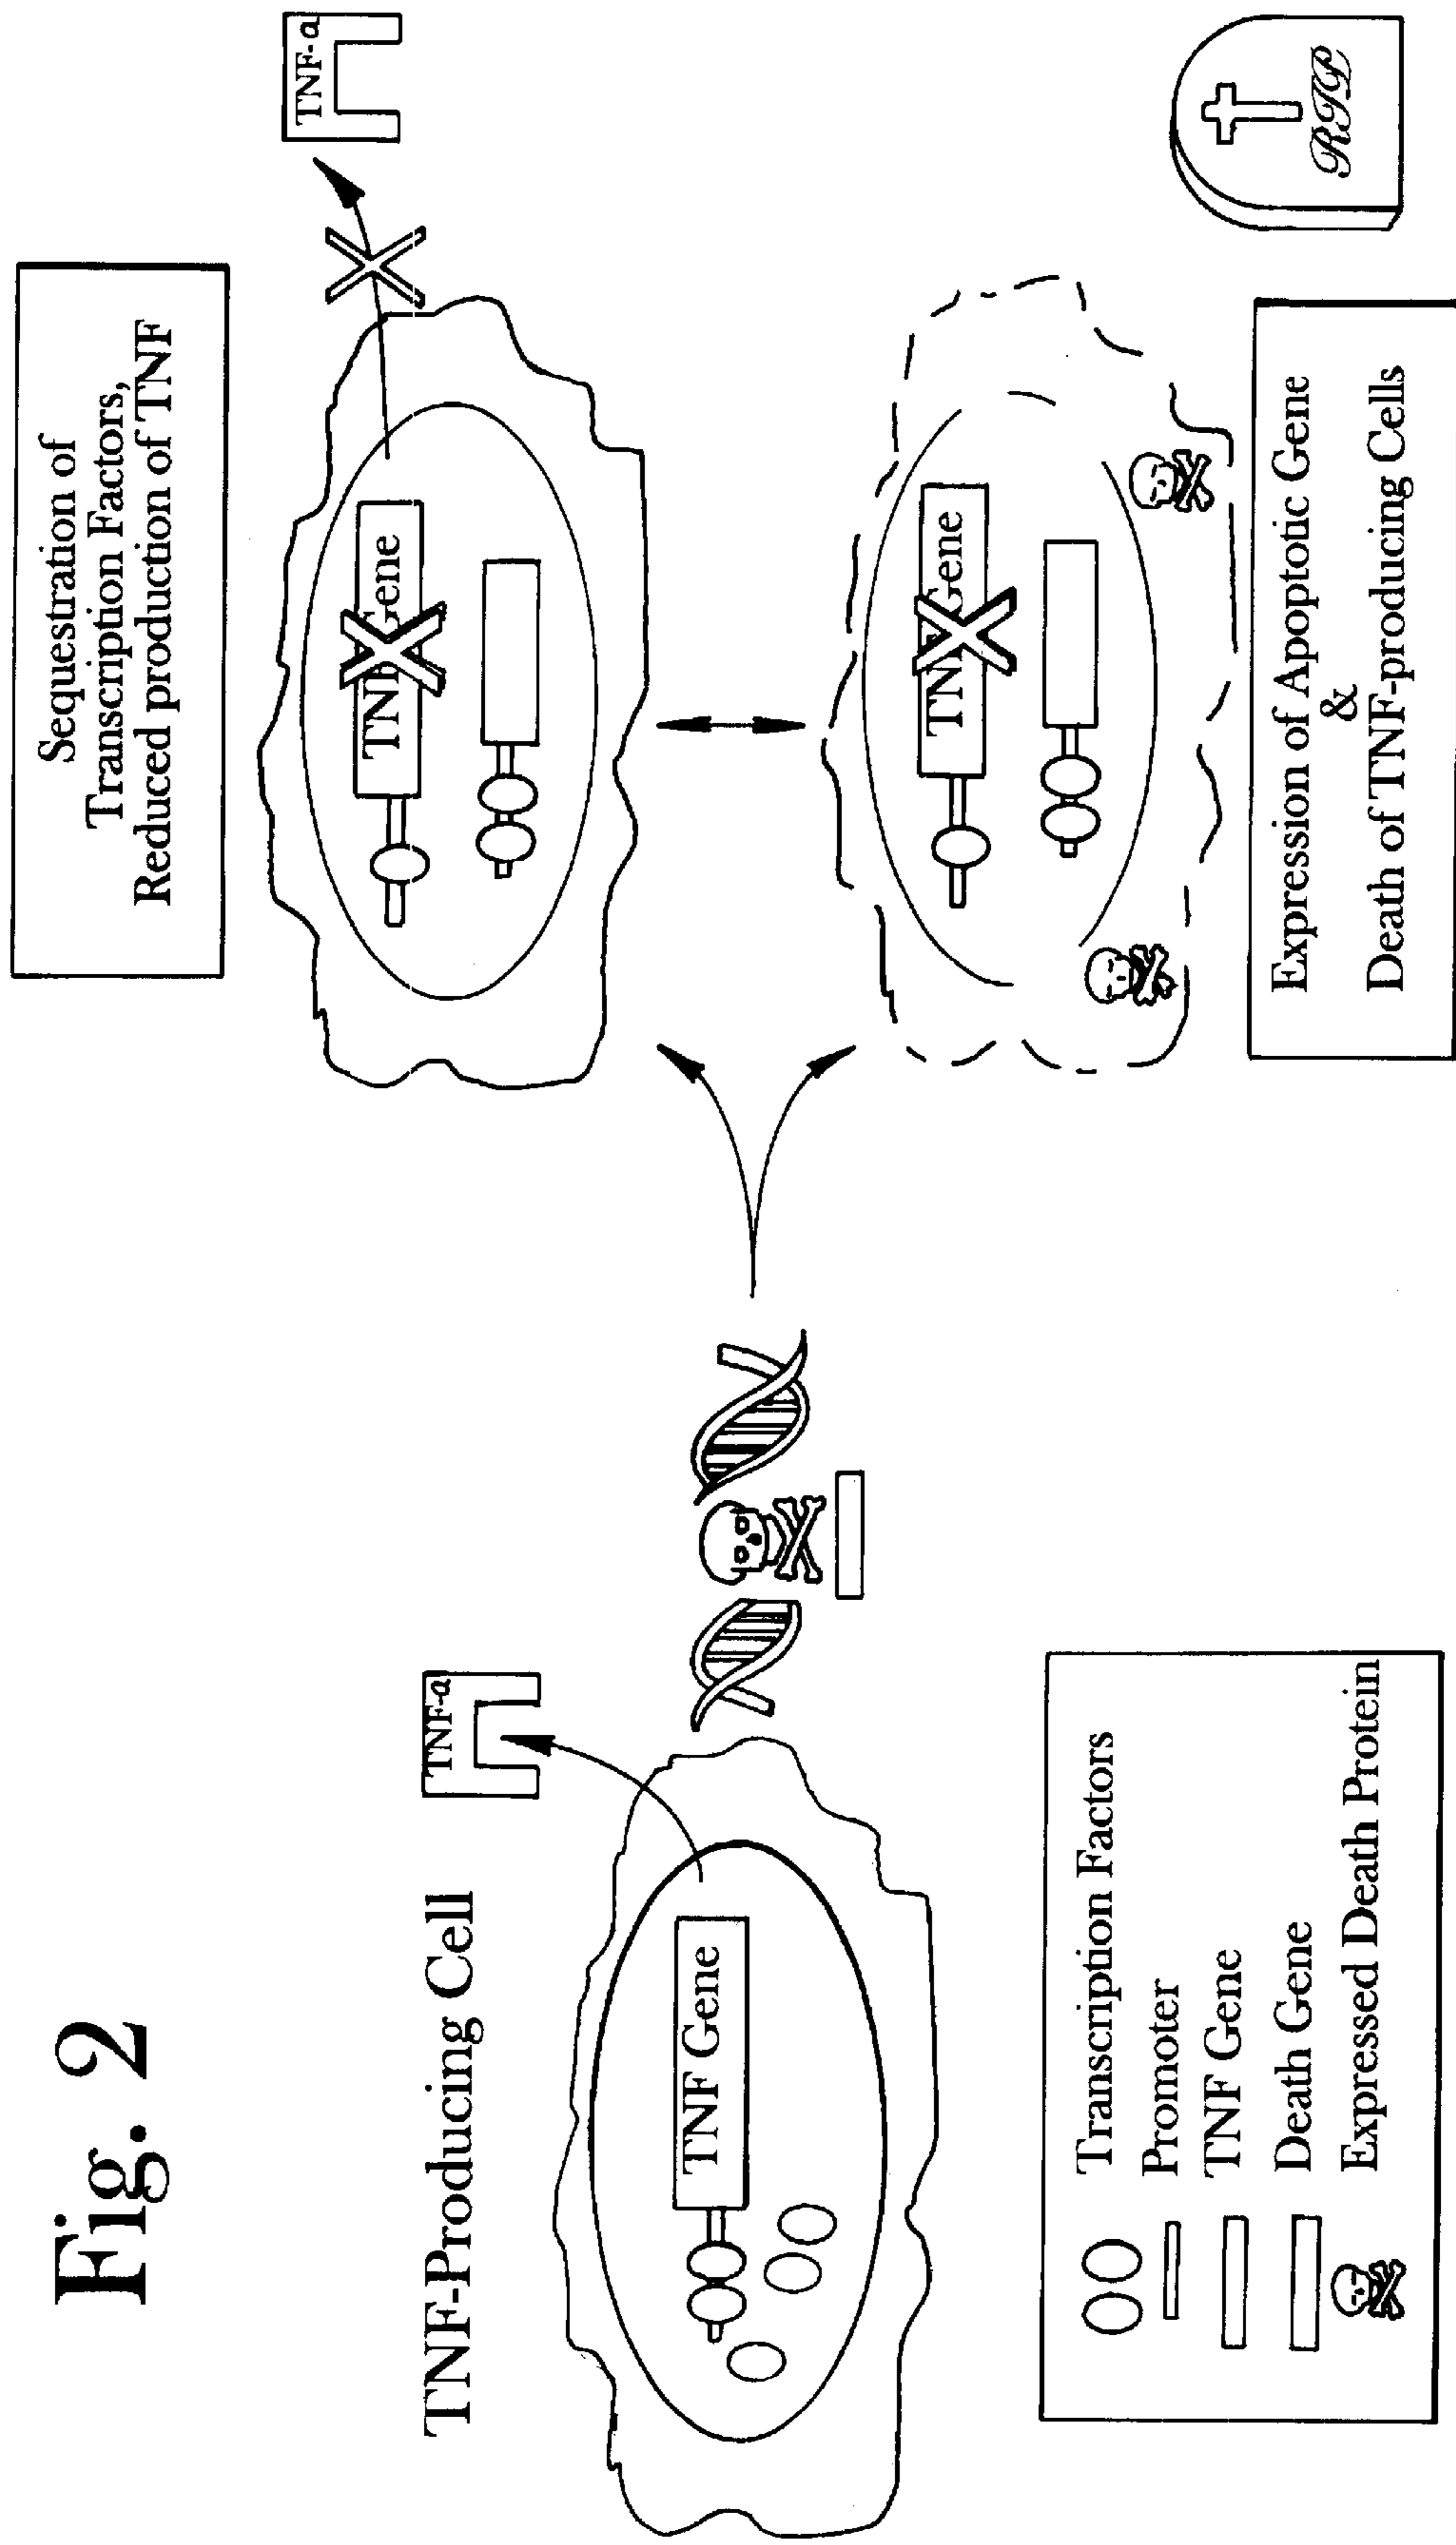 Fig. 2
TNF-Producing Cell
TNF-a
TNF Gene
Transcription Factors
Promoter
TNF Gene
Death Gene
Expressed Death Protein
Sequestration of
Transcription Factors,
Reduced production of TNF
TNF-a
TNF Gene
TNF Gene
Expression of Apoptotic Gene
&
Death of TNF-producing Cells
RIP